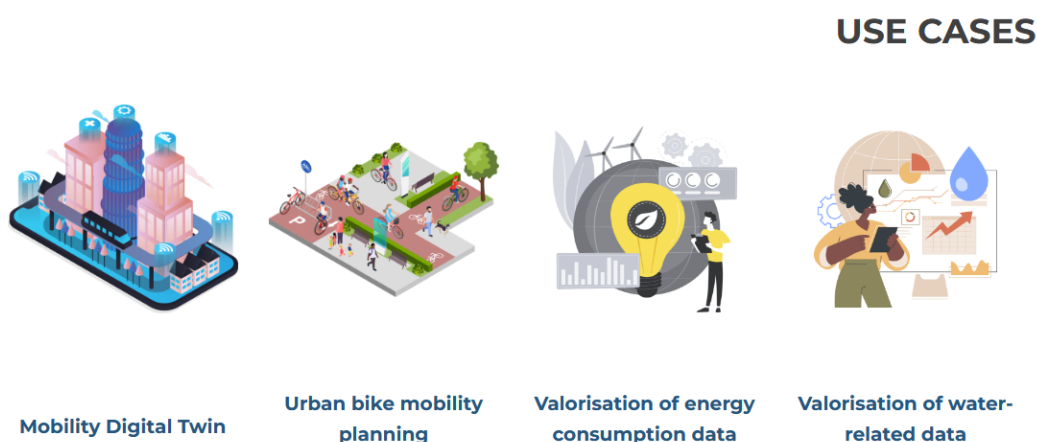 USE CASES
Mobility Digital Twin
Urban bike mobility
planning
Valorisation of energy
consumption data
Valorisation of water-
related data
P